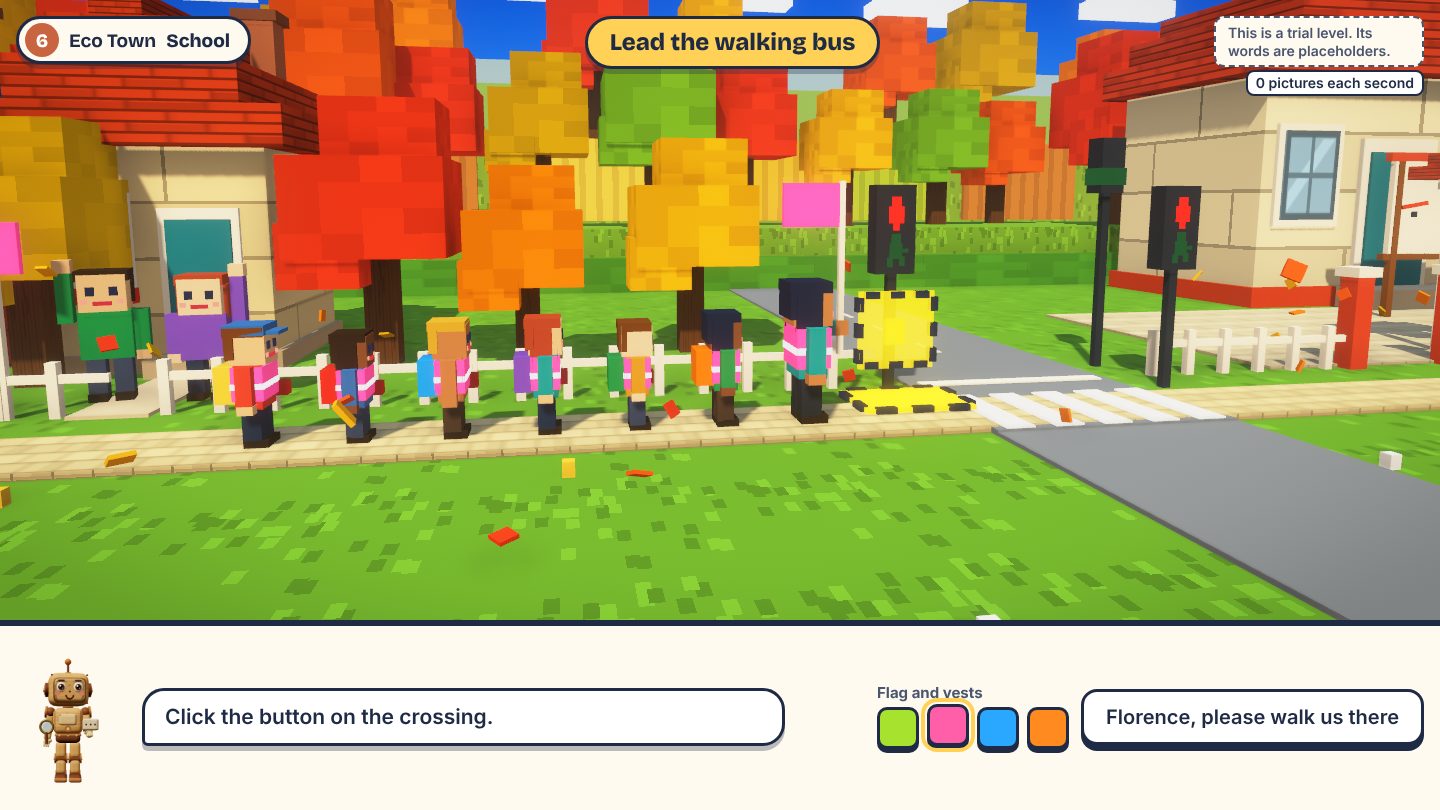 6 Eco Town School
Lead the walking bus
This is a trial level. Its
words are placeholders.
0 pictures each second
Click the button on the crossing.
Flag and vests
Florence, please walk us there